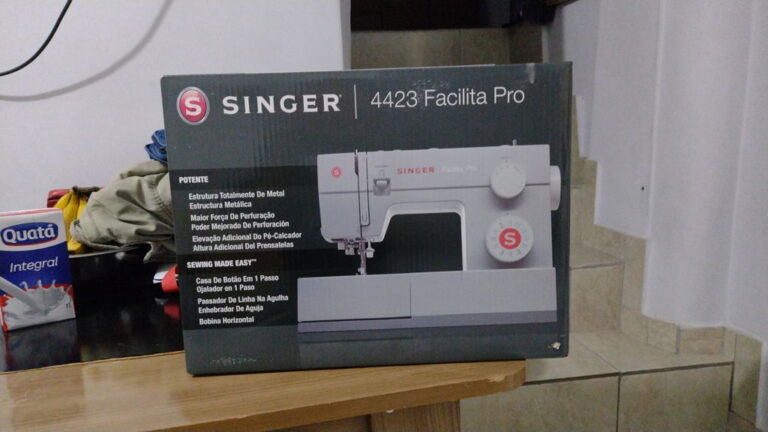 S SINGER® | 4423 Facilita Pro
POTENTE
Estrutura Totalmente De Metal
Estructura Metálica
Maior Força De Perfuração
Poder Mejorado De Perforación
Elevação Adicional Do Pé-Calcador
Altura Adicional Del Prensatelas
SEWING MADE EASY™
Casa De Botão Em 1 Passo
Ojalador en 1 Paso
Passador De Linha Na Agulha
Enhebrador De Aguja
Bobina Horizontal
S
SINGER | Facilita Pro
S
Quatá
Integral